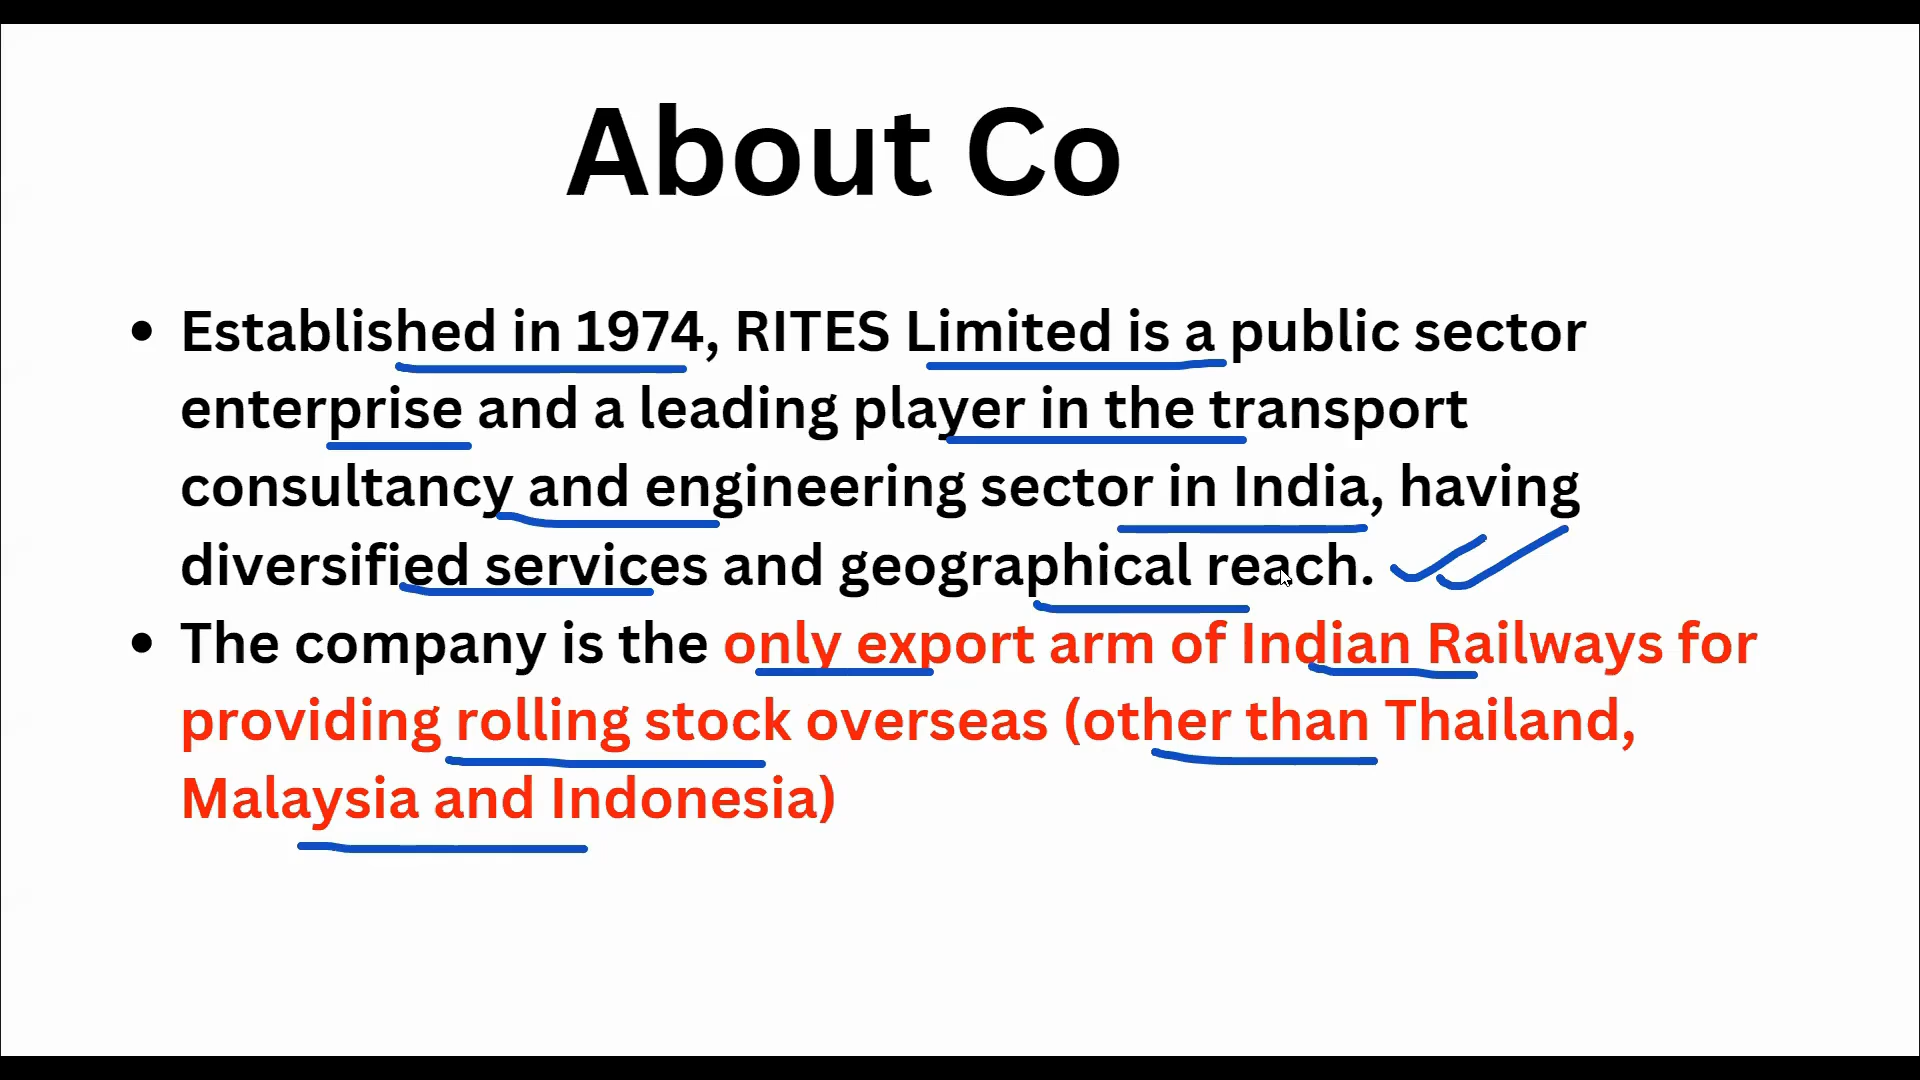 About Co
• Established in 1974, RITES Limited is a public sector
enterprise and a leading player in the transport
consultancy and engineering sector in India, having
diversified services and geographical reach.
• The company is the only export arm of Indian Railways for
providing rolling stock overseas (other than Thailand,
Malaysia and Indonesia)